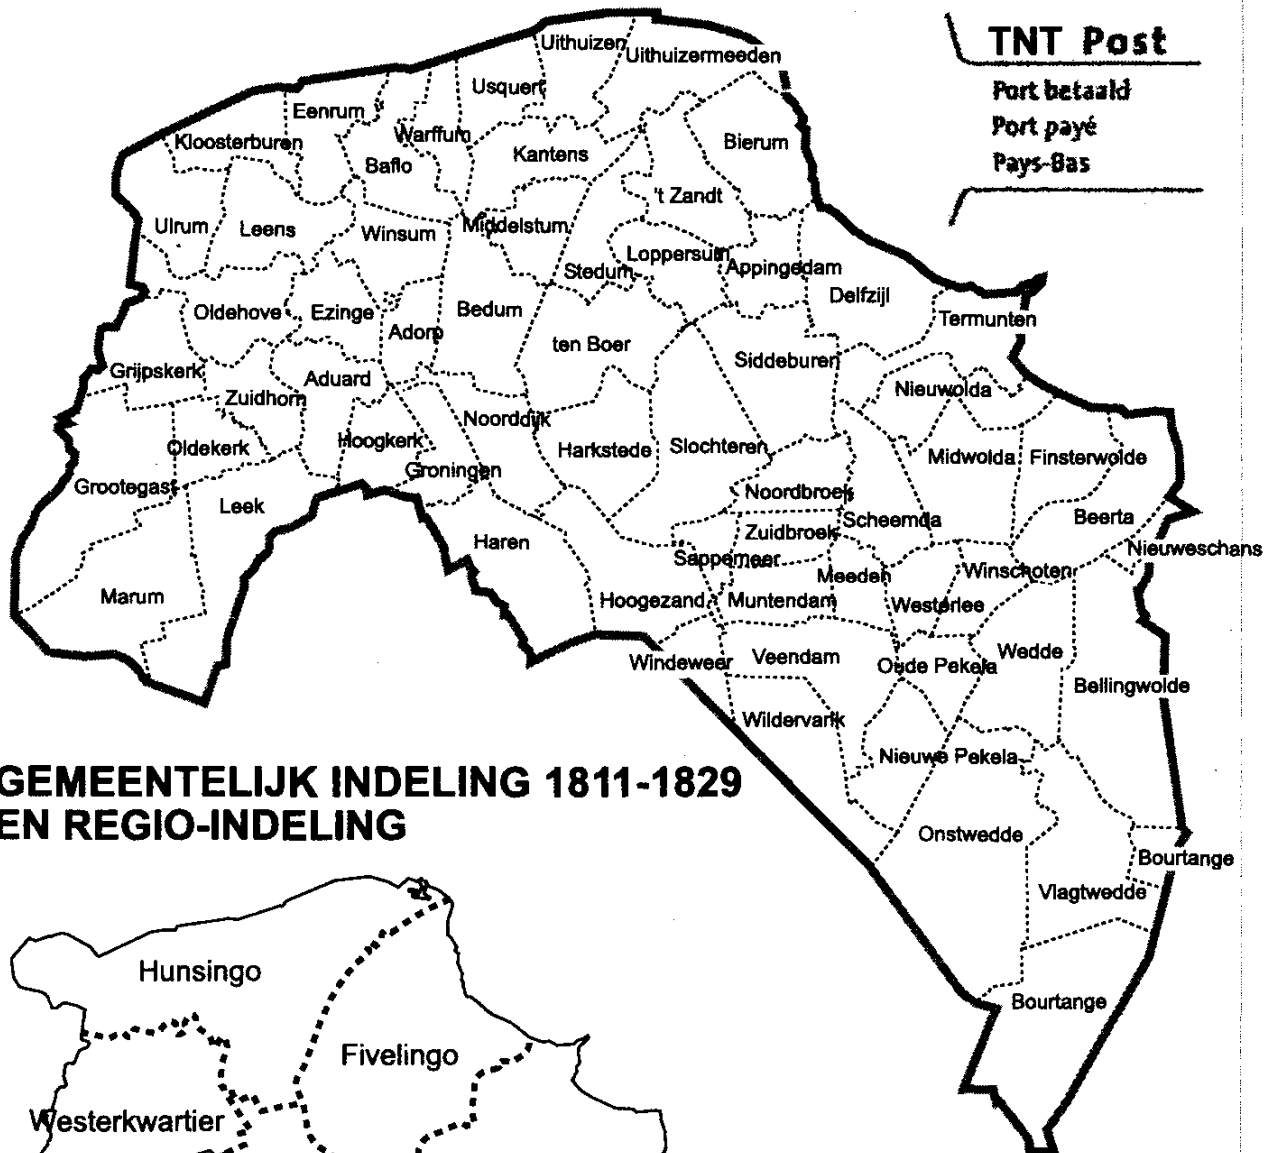 TNT Post
Port betaald
Port payé
Pays-Bas
Uithuizen
Uithuizermeeden
Usquert
Eenrum
Warffum
Kloosterburen
Baflo
Kantens
Bierum
't Zandt
Ulrum
Leens
Winsum
Middelstum
Loppersum
Stedum
Appingedam
Delfzijl
Oldehove
Ezinge
Adorp
Bedum
Termunten
ten Boer
Siddeburen
Grijpskerk
Aduard
Zuidhorn
Nieuwolda
Noorddijk
Oldekerk
Hoogkerk
Harkstede
Slochteren
Midwolda
Finsterwolde
Groningen
Grootegast
Leek
Noordbroek
Scheemda
Beerta
Zuidbroek
Haren
Sappemeer
Nieuweschans
Meeden
Winschoten
Marum
Hoogezand
Muntendam
Westerlee
Windeweer
Veendam
Oude Pekela
Wedde
Bellingwolde
Wildervank
Nieuwe Pekela
Onstwedde
Bourtange
Vlagtwedde
Bourtange
GEMEENTELIJK INDELING 1811-1829
EN REGIO-INDELING
Hunsingo
Fivelingo
Westerkwartier